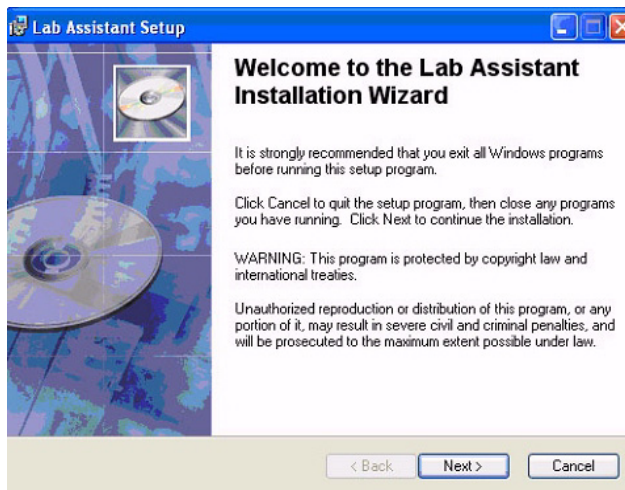 Lab Assistant Setup
Welcome to the Lab Assistant
Installation Wizard
It is strongly recommended that you exit all Windows programs
before running this setup program.
Click Cancel to quit the setup program, then close any programs
you have running. Click Next to continue the installation.
WARNING: This program is protected by copyright law and
international treaties.
Unauthorized reproduction or distribution of this program, or any
portion of it, may result in severe civil and criminal penalties, and
will be prosecuted to the maximum extent possible under law.
< Back Next > Cancel